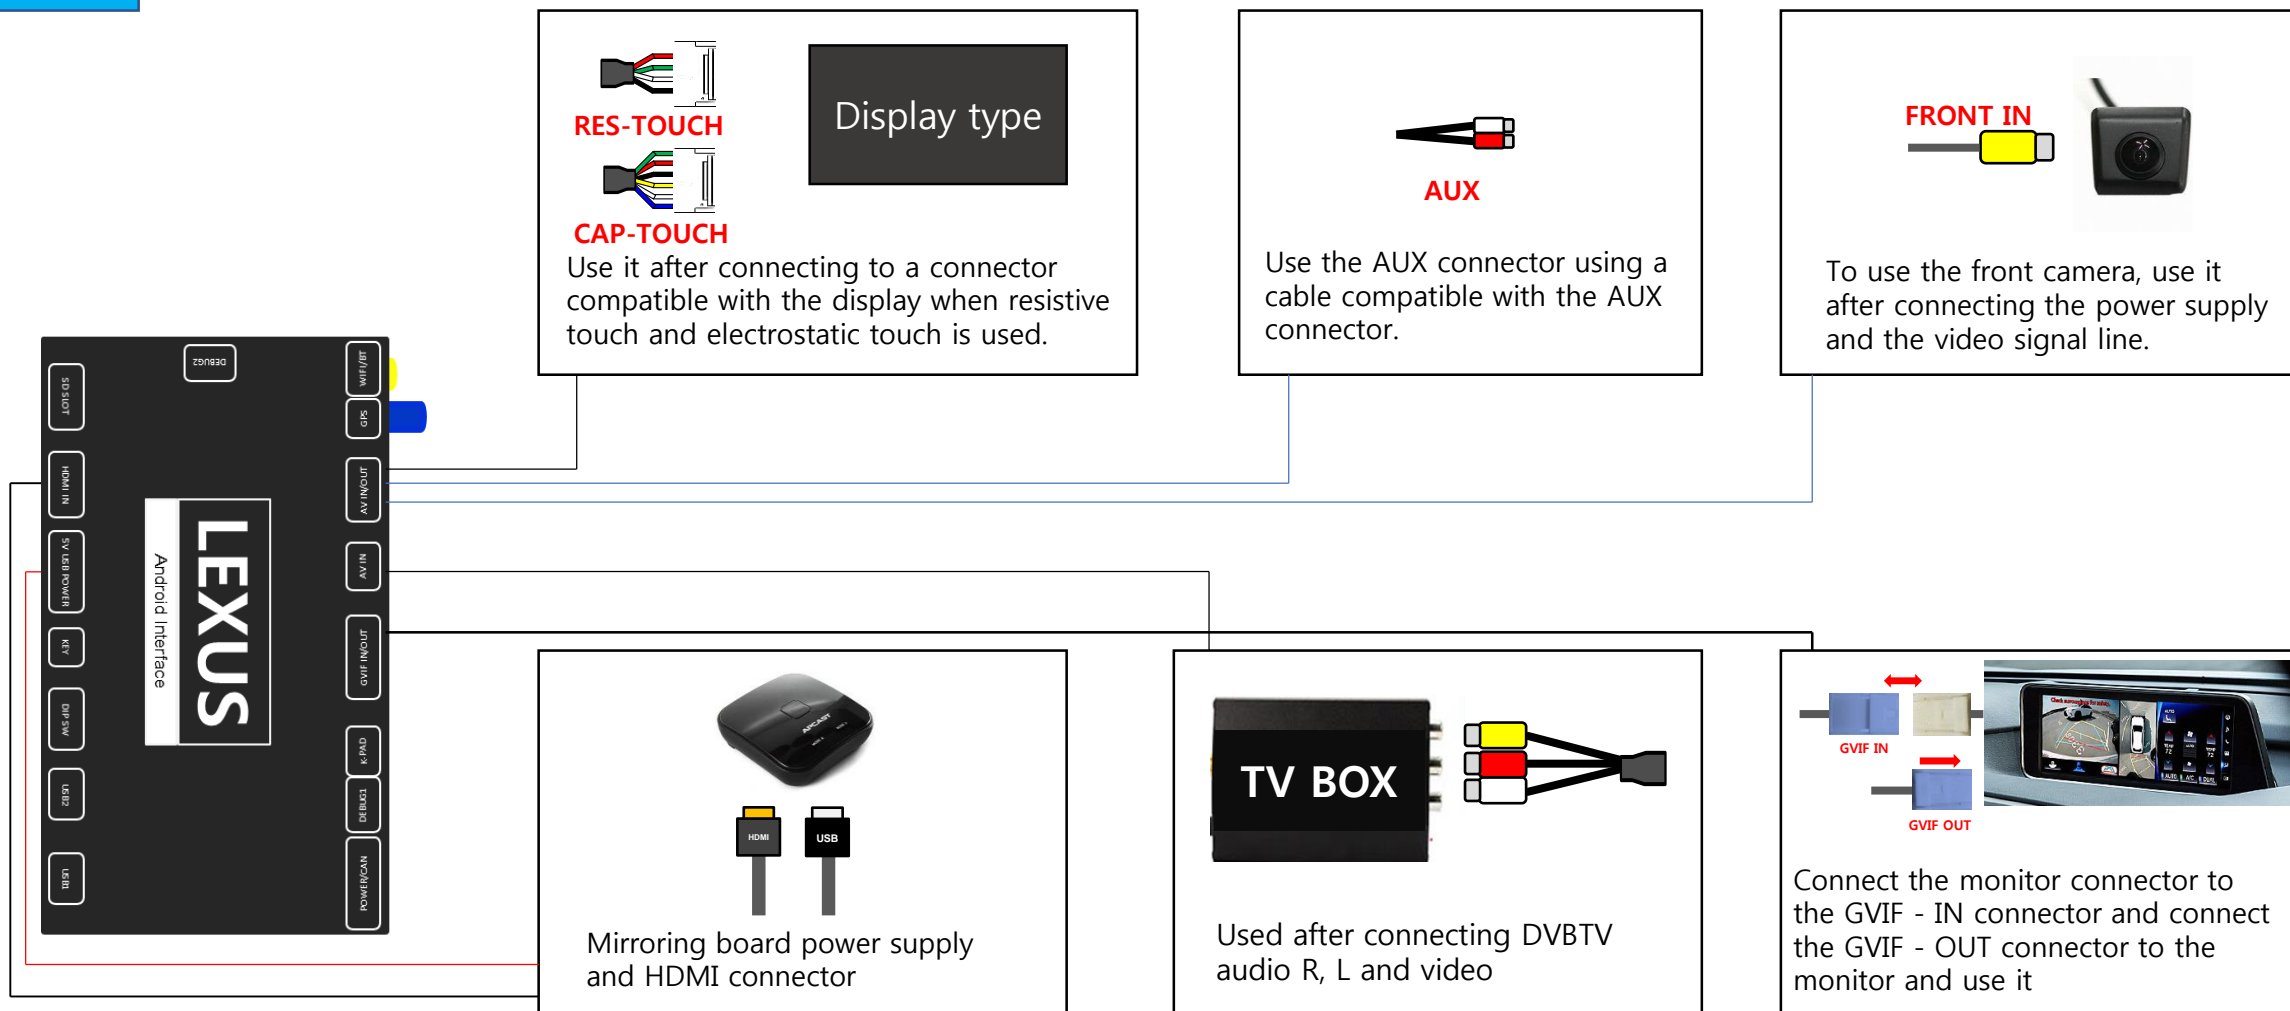 RES-TOUCH
CAP-TOUCH
Display type
Use it after connecting to a connector
compatible with the display when resistive
touch and electrostatic touch is used.
AUX
Use the AUX connector using a
cable compatible with the AUX
connector.
FRONT IN
To use the front camera, use it
after connecting the power supply
and the video signal line.
DEBUG2
SD SLOT
HDMI IN
5V USB POWER
KEY
DIP SW
USB2
USB1
LEXUS
Android Interface
WIFI/BT
GPS
AV IN/OUT
AV IN
GVIF IN/OUT
K-PAD
DEBUG1
POWER/CAN
APCAST
HDMI
USB
Mirroring board power supply
and HDMI connector
TV BOX
Used after connecting DVBTV
audio R, L and video
GVIF IN
GVIF OUT
Check surroundings for safety.
Connect the monitor connector to
the GVIF - IN connector and connect
the GVIF - OUT connector to the
monitor and use it